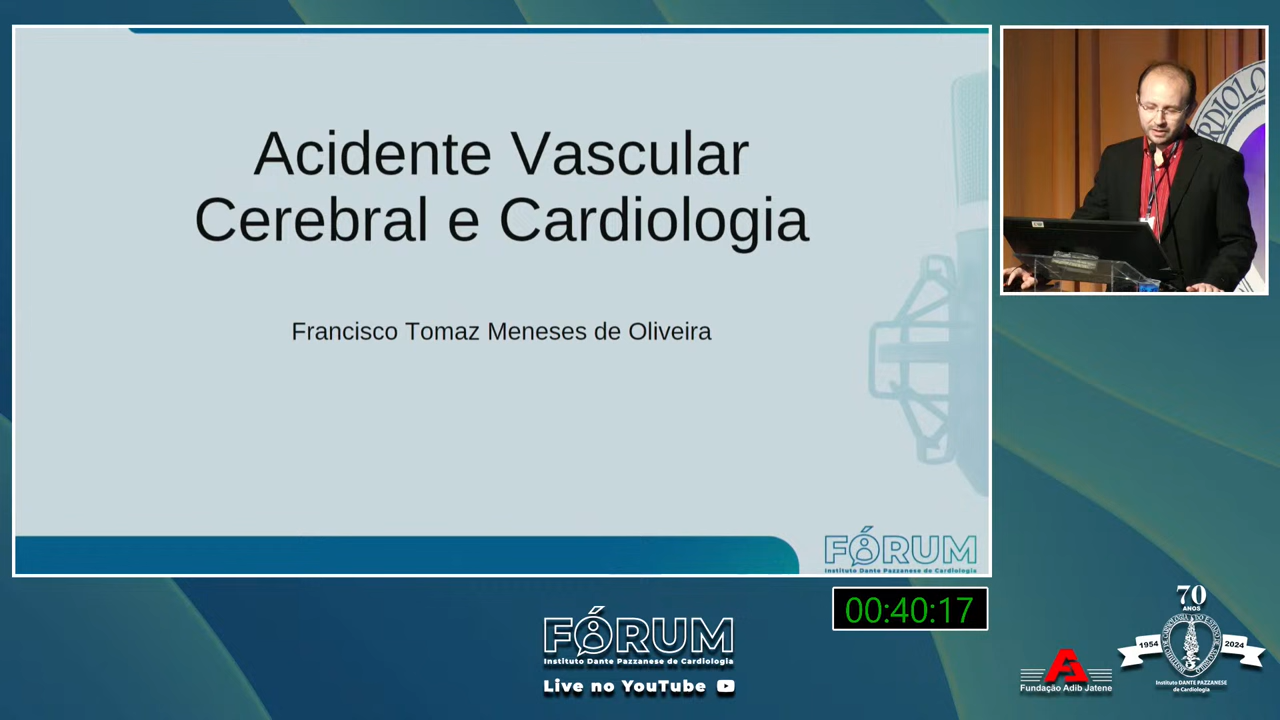 Acidente Vascular
Cerebral e Cardiologia
Francisco Tomaz Meneses de Oliveira
FÓRUM
Instituto Dante Pazzanese de Cardiologia
00:40:17
FÓRUM
Instituto Dante Pazzanese de Cardiologia
Live no YouTube
Fundação Adib Jatene
70
ANOS
1954
2024
Instituto DANTE PAZZANESE
de Cardiologia